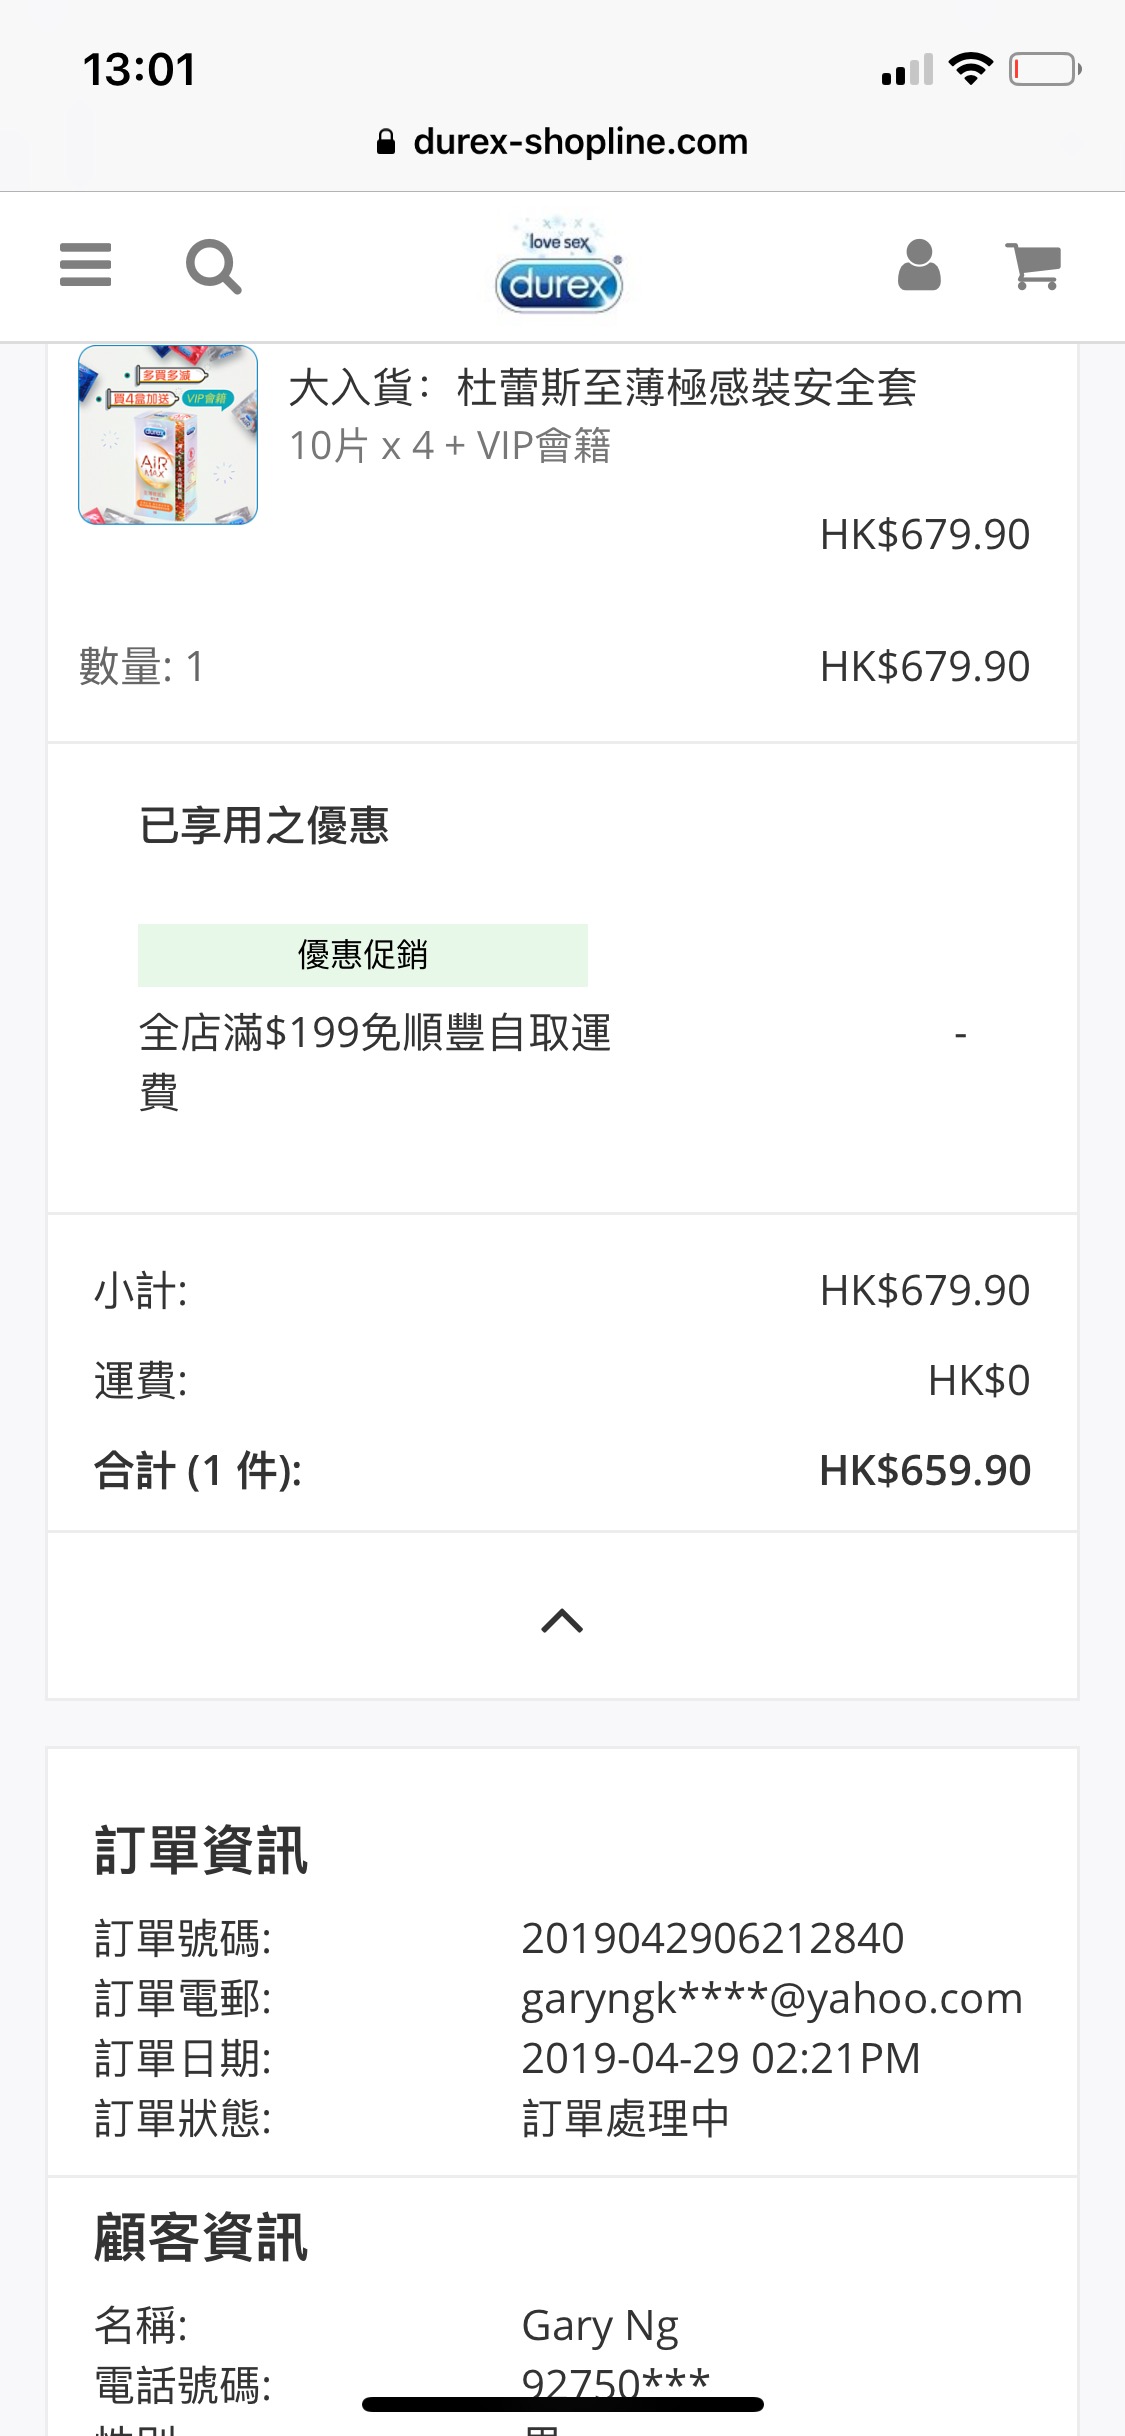 13:01
durex-shopline.com
love sex
durex
多買多減
買4盒加送 VIP會籍
durex
AiR
MAX
大入貨：杜蕾斯至薄極感裝安全套
10片 x 4 + VIP會籍
HK$679.90
數量: 1 HK$679.90
已享用之優惠
優惠促銷
全店滿$199免順豐自取運 -
費
小計: HK$679.90
運費: HK$0
合計 (1 件): HK$659.90
訂單資訊
訂單號碼: 2019042906212840
訂單電郵: garyngk****@yahoo.com
訂單日期: 2019-04-29 02:21PM
訂單狀態: 訂單處理中
顧客資訊
名稱: Gary Ng
電話號碼: 92750***